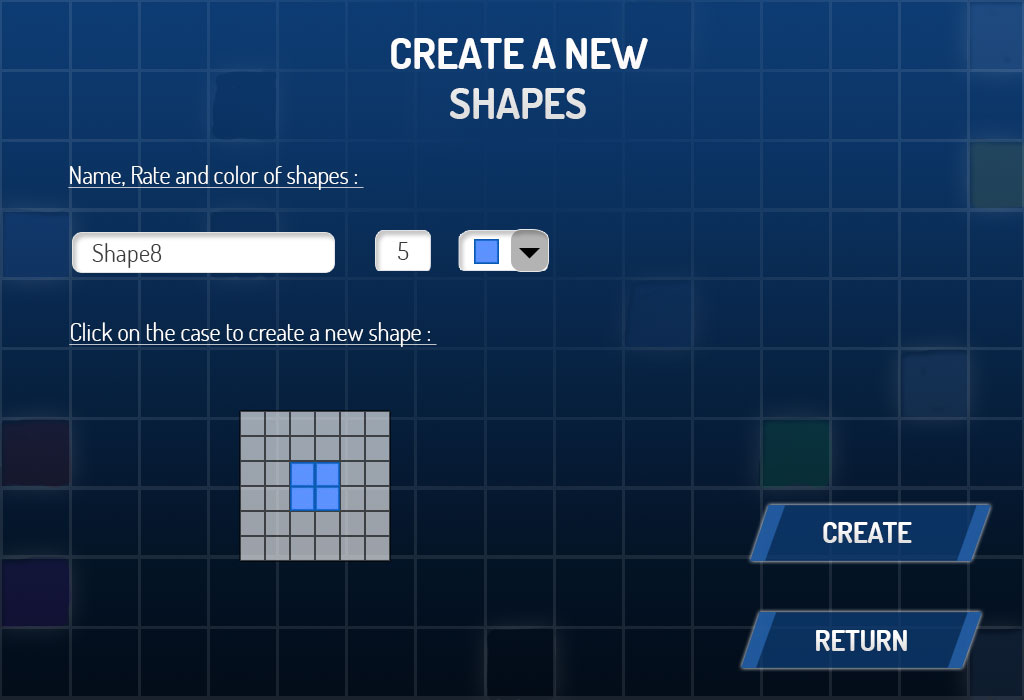 CREATE A NEW
SHAPES
Name, Rate and color of shapes :
Shape8
5
Click on the case to create a new shape :
CREATE
RETURN